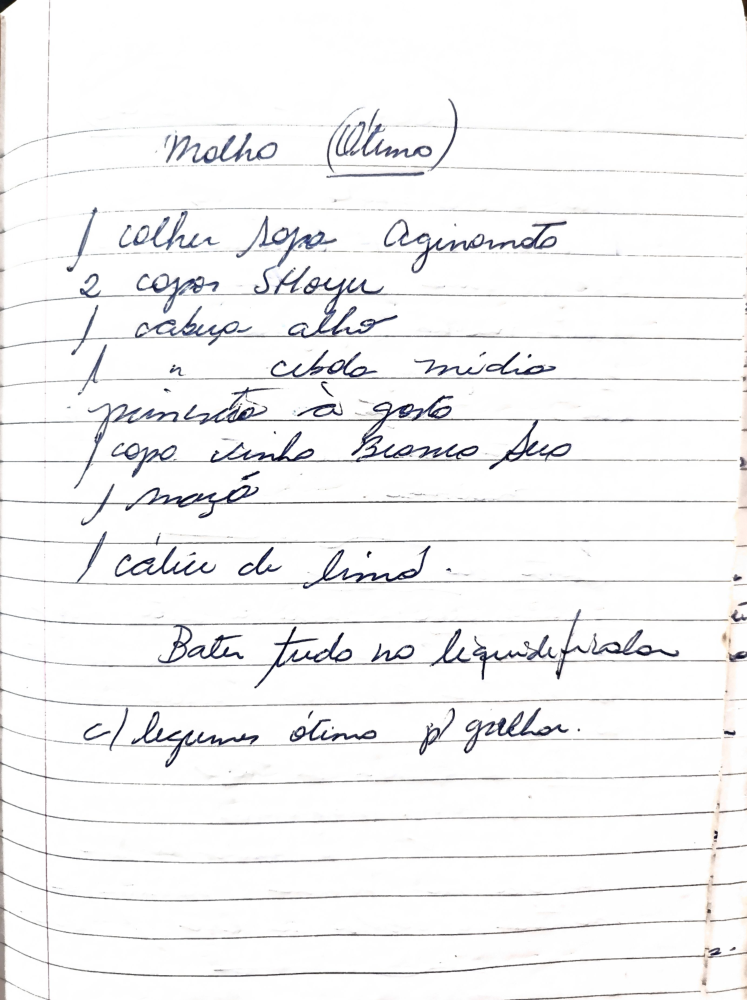 Molho (Ótimo)
1 colher sopa Aginomoto
2 copos SHoyu
1 cabeça alho
1 " cebola média
pimenta à gosto
1 copo vinho Branco Seco
1 maçã
1 cálice de limão.
Bater tudo no liquidificador
c/ legumes ótimo p/ grelhar.